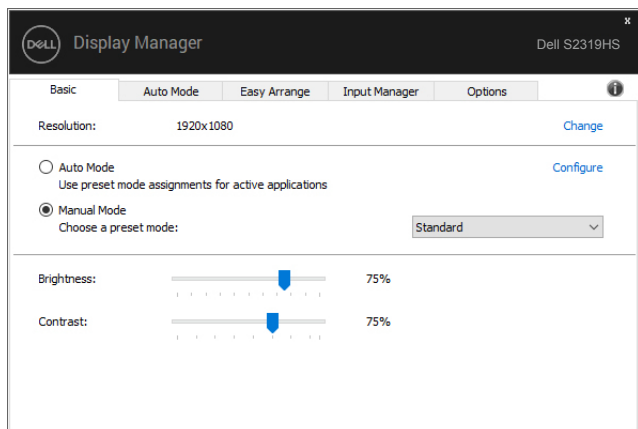 x
DELL Display Manager Dell S2319HS
Basic Auto Mode Easy Arrange Input Manager Options i
Resolution: 1920x1080 Change
Auto Mode Configure
Use preset mode assignments for active applications
Manual Mode
Choose a preset mode: Standard
Brightness: 75%
Contrast: 75%